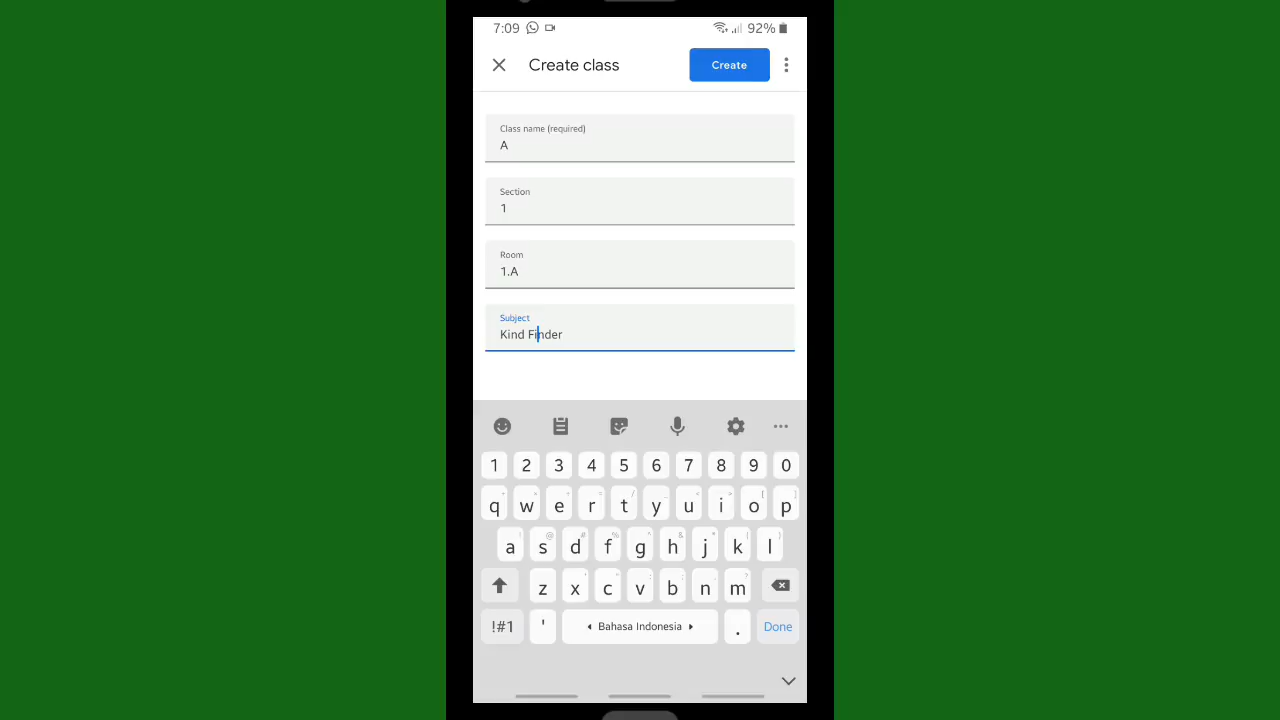 7:09 92%
Create class Create
Class name (required)
A
Section
1
Room
1.A
Subject
Kind Finder
1 2 3 4 5 6 7 8 9 0
q w e r t y u i o p
a s d f g h j k l
z x c v b n m
!#1 ' Bahasa Indonesia . Done